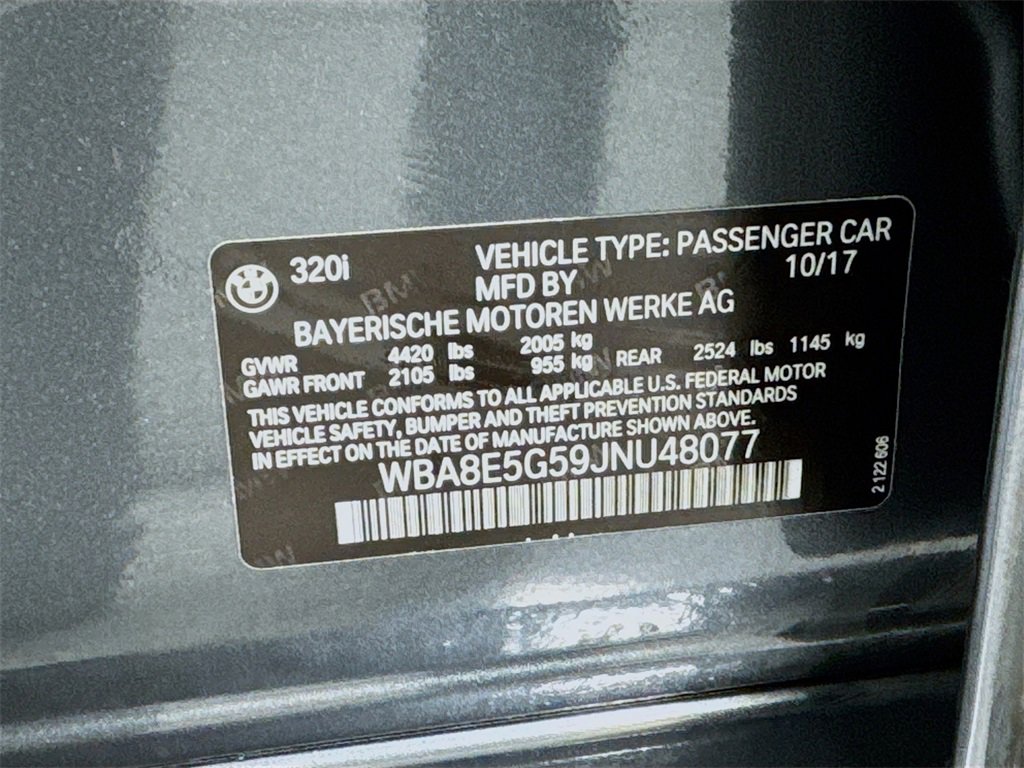 320i VEHICLE TYPE: PASSENGER CAR
MFD BY 10/17
BAYERISCHE MOTOREN WERKE AG
GVWR 4420 lbs 2005 kg
GAWR FRONT 2105 lbs 955 kg REAR 2524 lbs 1145 kg
THIS VEHICLE CONFORMS TO ALL APPLICABLE U.S. FEDERAL MOTOR
VEHICLE SAFETY, BUMPER AND THEFT PREVENTION STANDARDS
IN EFFECT ON THE DATE OF MANUFACTURE SHOWN ABOVE.
WBA8E5G59JNU48077
2 122 606